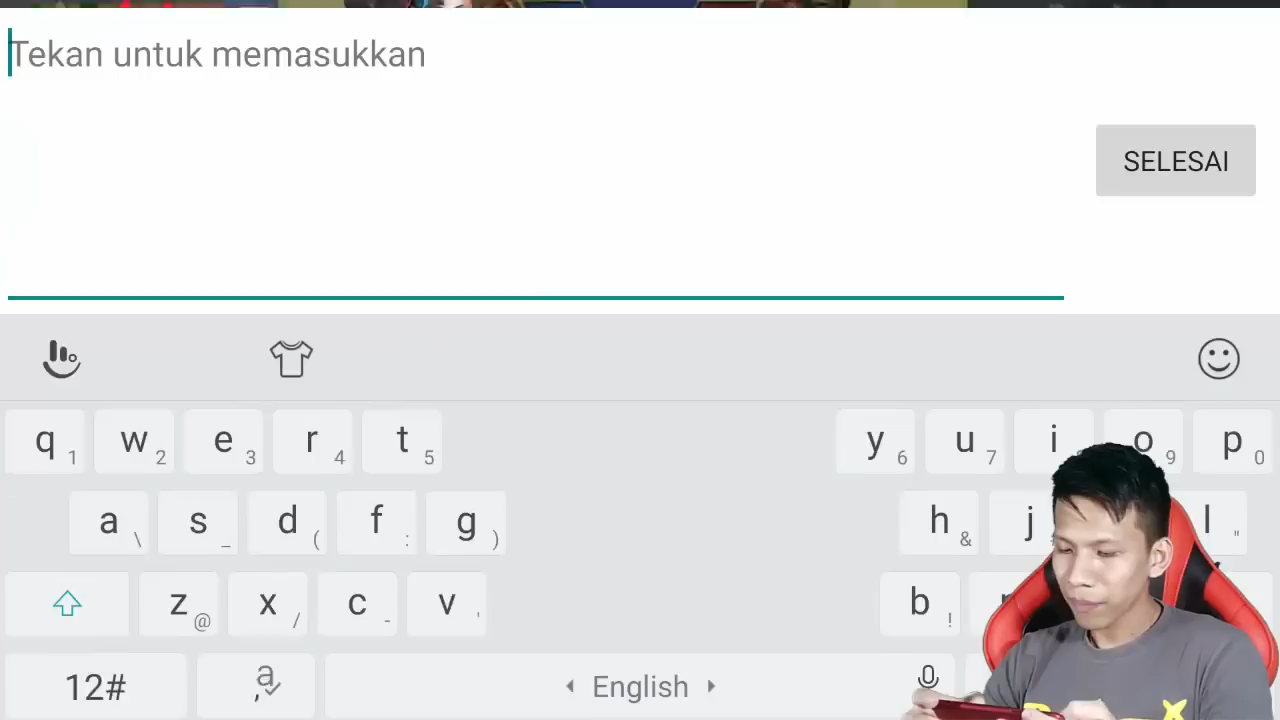 Tekan untuk memasukkan
SELESAI
q 1 w 2 e 3 r 4 t 5 y 6 u 7 i o 9 p 0
a \ s _ d ( f : g ) h & j l "
z @ x / c - v ' b !
12# , a English